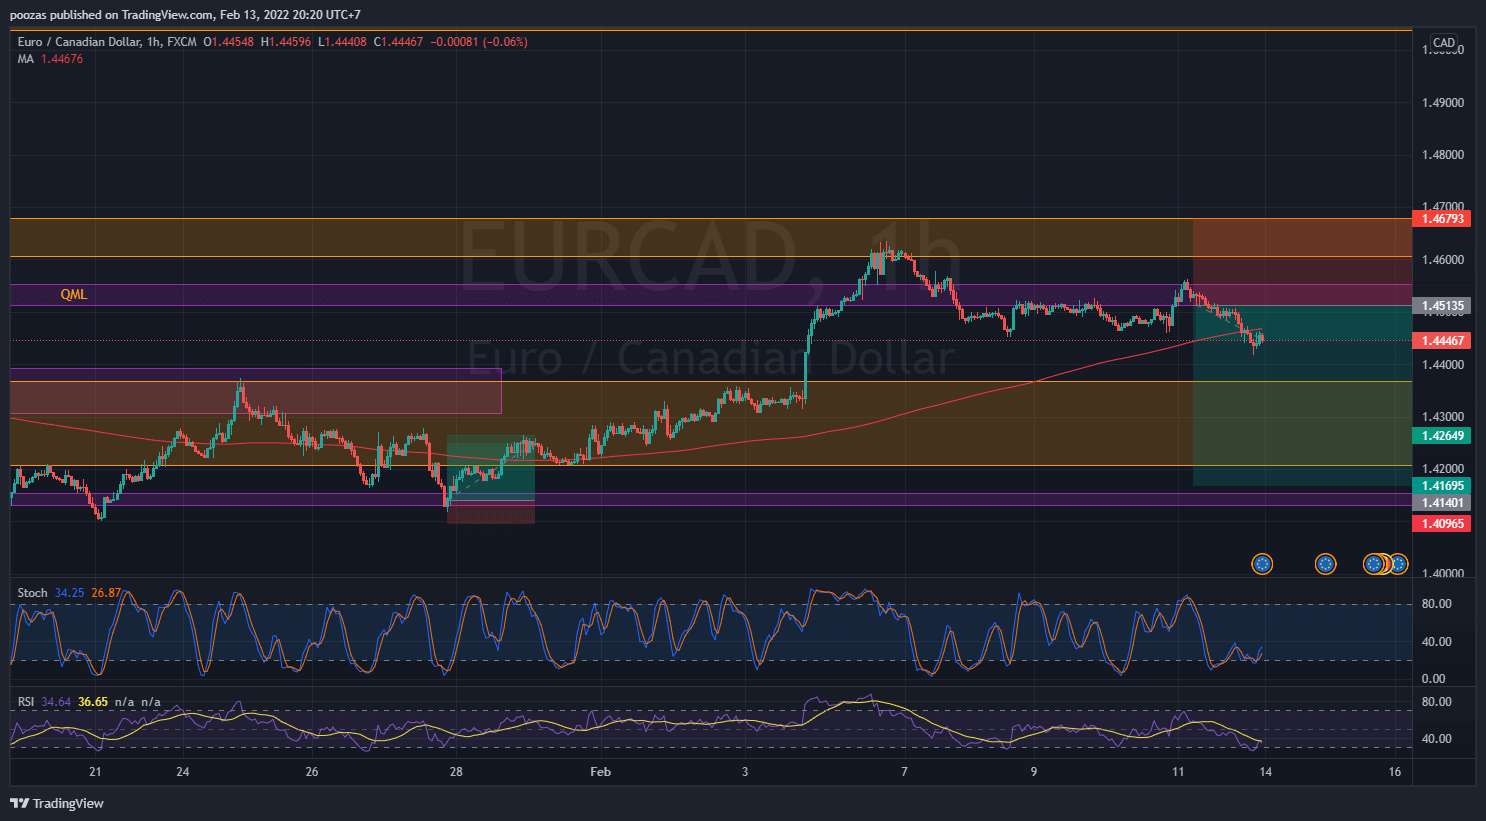 poozas published on TradingView.com, Feb 13, 2022 20:20 UTC+7
Euro / Canadian Dollar, 1h, FXCM O1.44548 H1.44596 L1.44408 C1.44467 −0.00081 (−0.06%)
MA 1.44676
CAD
1.49000
1.48000
1.47000
1.46793
EURCAD, 1h
1.46000
QML
1.45135
1.44467
Euro / Canadian Dollar
1.44000
1.43000
1.42649
1.42000
1.41695
1.41401
1.40965
1.40000
Stoch 34.25 26.87
80.00
40.00
0.00
RSI 34.64 36.65 n/a n/a
80.00
40.00
21 24 26 28 Feb 3 7 9 11 14 16
TradingView